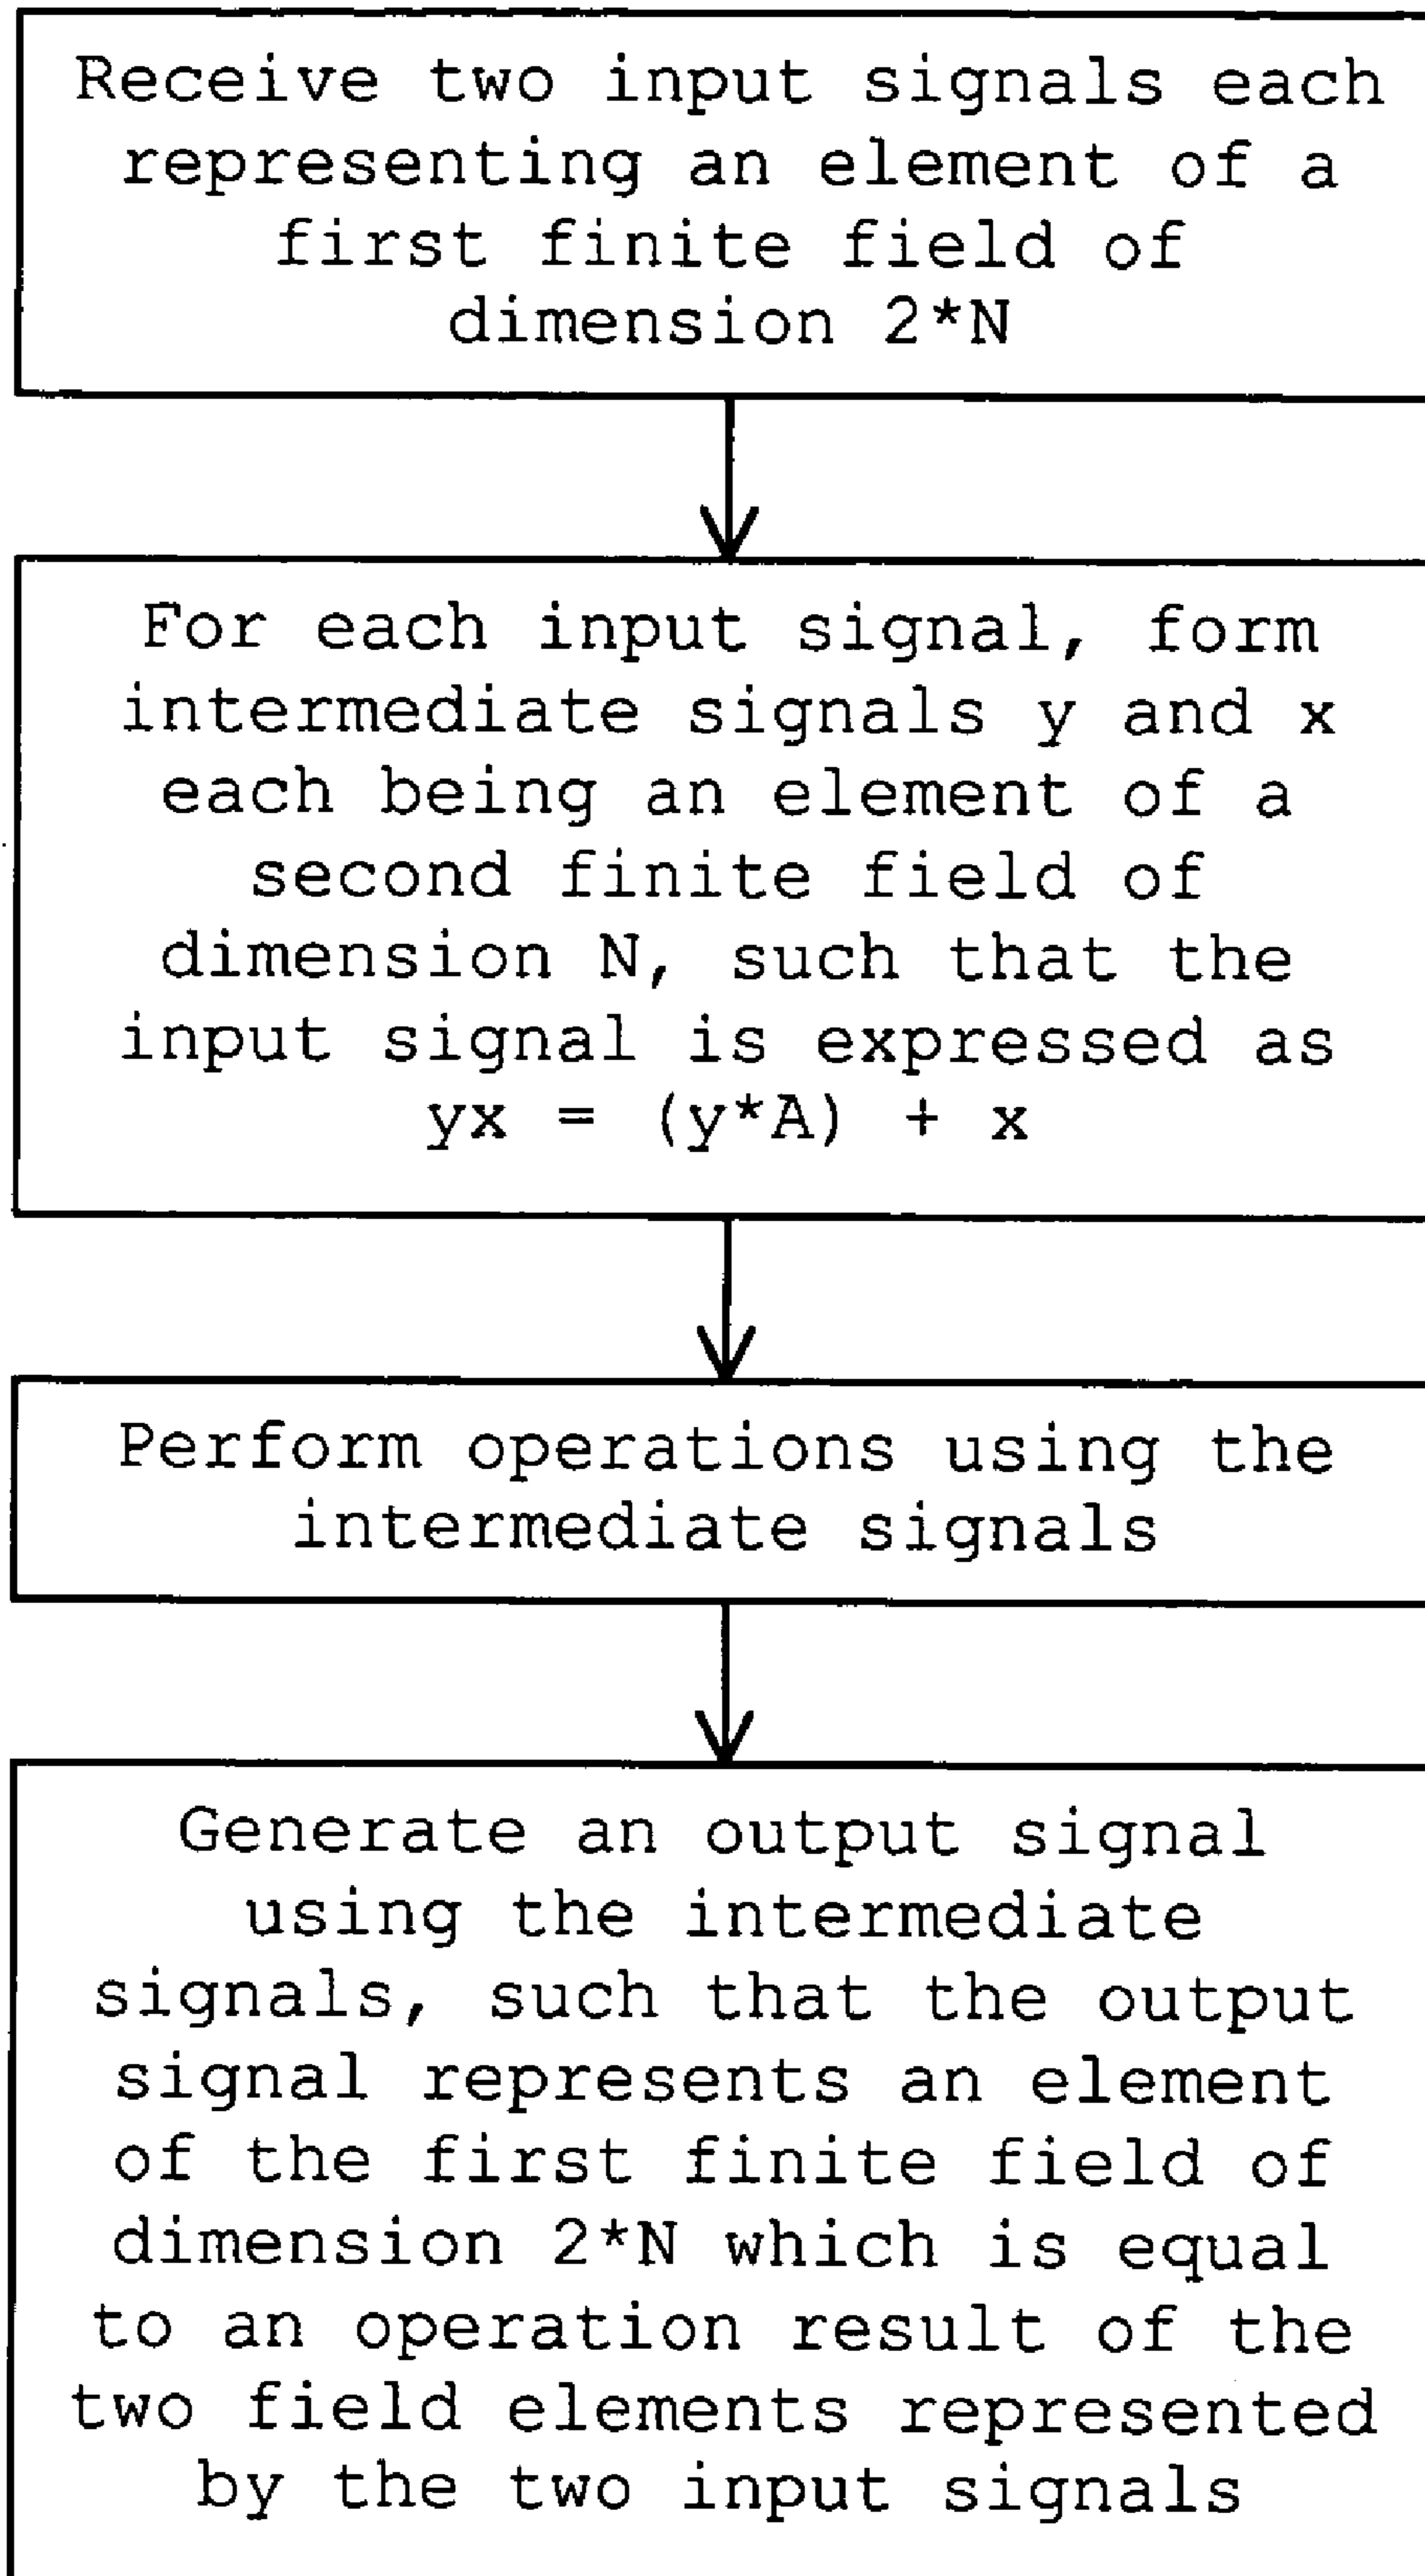 Receive two input signals each
representing an element of a
first finite field of
dimension 2*N
For each input signal, form
intermediate signals y and x
each being an element of a
second finite field of
dimension N, such that the
input signal is expressed as
yx = (y*A) + x
Perform operations using the
intermediate signals
Generate an output signal
using the intermediate
signals, such that the output
signal represents an element
of the first finite field of
dimension 2*N which is equal
to an operation result of the
two field elements represented
by the two input signals